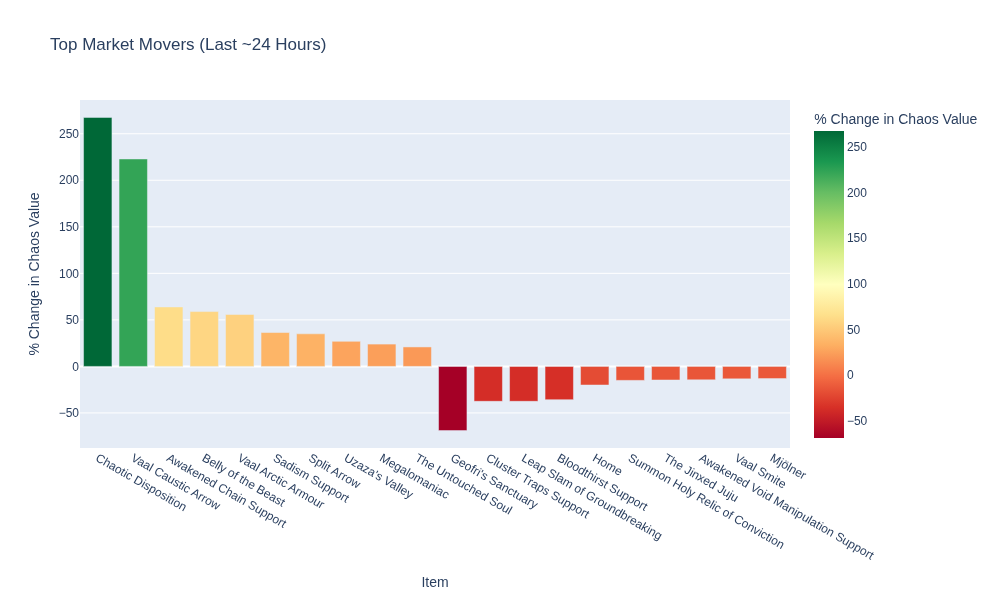 Top Market Movers (Last ~24 Hours)
% Change in Chaos Value
250
200
150
100
50
0
−50
% Change in Chaos Value
250
200
150
100
50
0
−50
Chaotic Disposition
Vaal Caustic Arrow
Awakened Chain Support
Belly of the Beast
Vaal Arctic Armour
Sadism Support
Split Arrow
Uzaza's Valley
Megalomaniac
The Untouched Soul
Geofri's Sanctuary
Cluster Traps Support
Leap Slam of Groundbreaking
Bloodthirst Support
Home
Summon Holy Relic of Conviction
The Jinxed Juju
Awakened Void Manipulation Support
Vaal Smite
Mjölner
Item